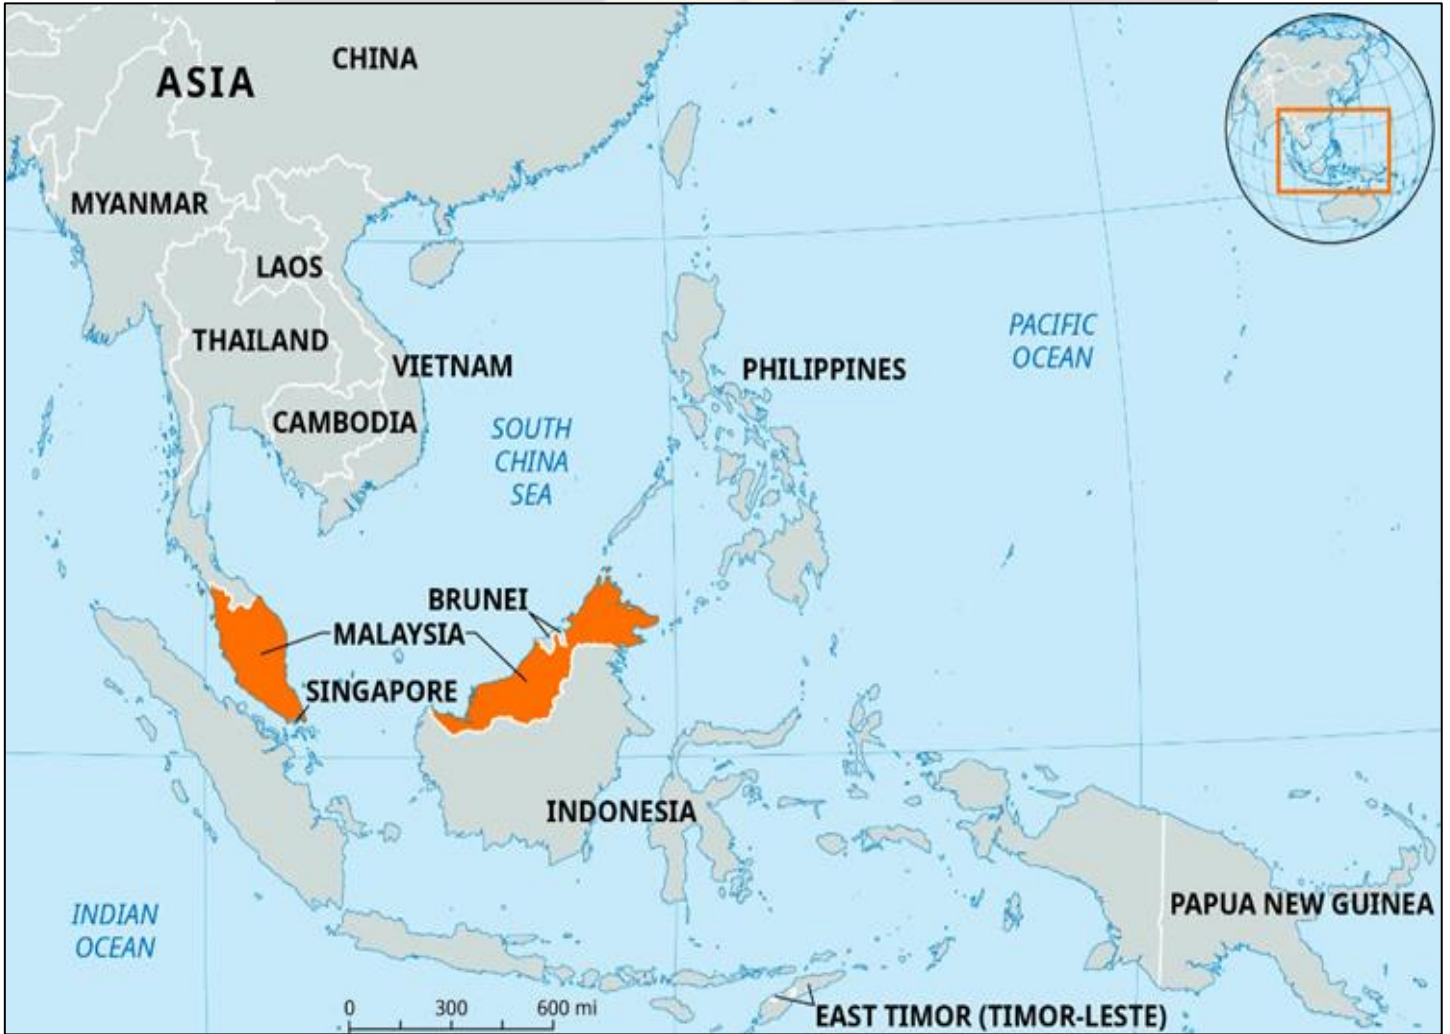 CHINA
ASIA
MYANMAR
LAOS
THAILAND
VIETNAM
CAMBODIA
SOUTH
CHINA
SEA
PHILIPPINES
PACIFIC
OCEAN
BRUNEI
MALAYSIA
SINGAPORE
INDONESIA
PAPUA NEW GUINEA
INDIAN
OCEAN
0 300 600 mi
EAST TIMOR (TIMOR-LESTE)